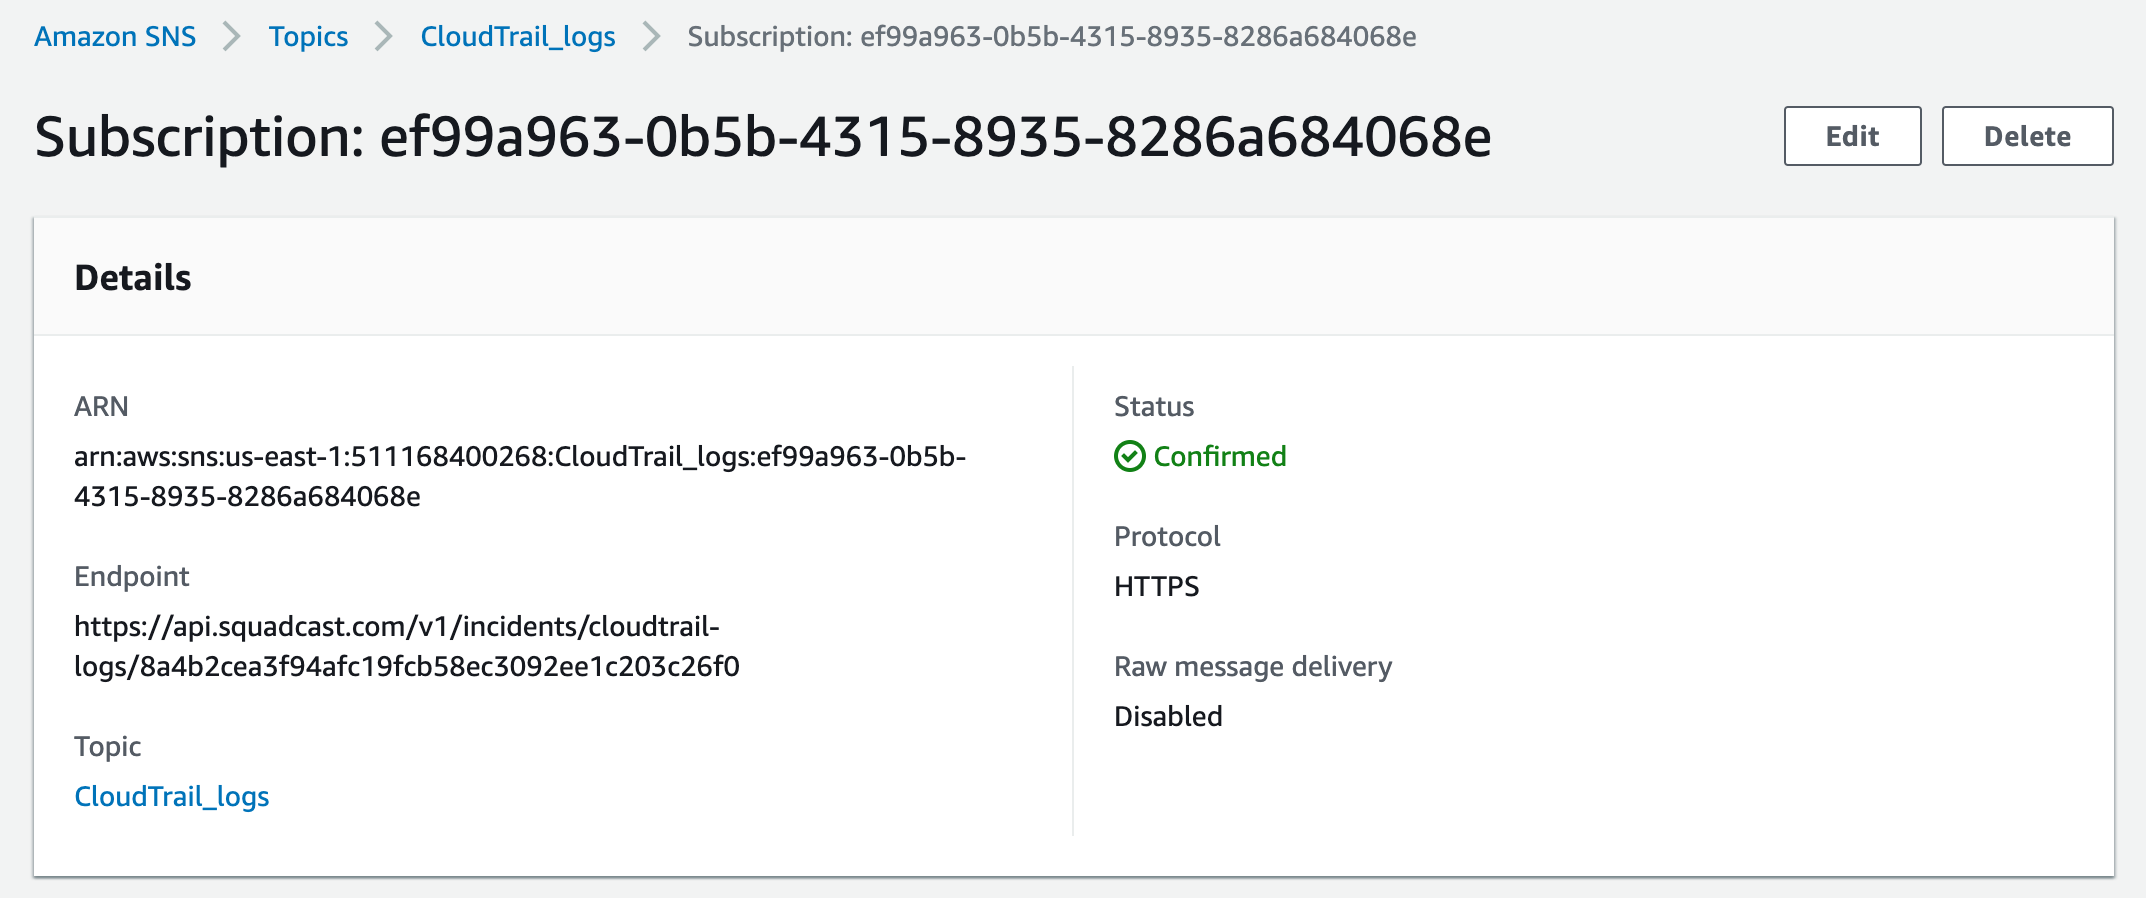 Amazon SNS > Topics > CloudTrail_logs > Subscription: ef99a963-0b5b-4315-8935-8286a684068e
Subscription: ef99a963-0b5b-4315-8935-8286a684068e
Edit
Delete
Details
ARN
arn:aws:sns:us-east-1:511168400268:CloudTrail_logs:ef99a963-0b5b-
4315-8935-8286a684068e
Endpoint
https://api.squadcast.com/v1/incidents/cloudtrail-
logs/8a4b2cea3f94afc19fcb58ec3092ee1c203c26f0
Topic
CloudTrail_logs
Status
Confirmed
Protocol
HTTPS
Raw message delivery
Disabled